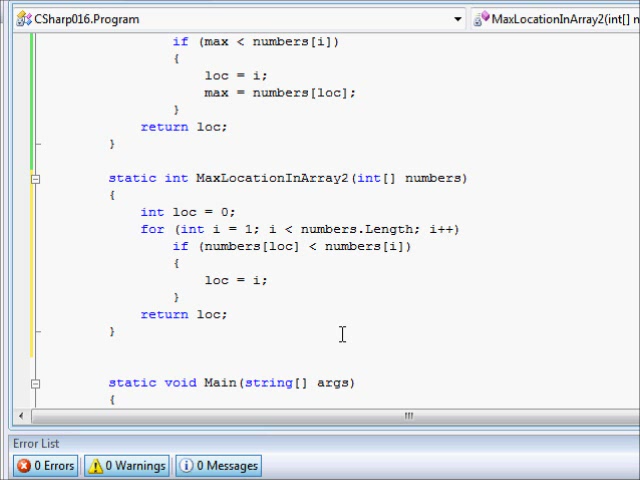 CSharp016.Program MaxLocationInArray2(int[] n
if (max < numbers[i])
{
loc = i;
max = numbers[loc];
}
return loc;
}
static int MaxLocationInArray2(int[] numbers)
{
int loc = 0;
for (int i = 1; i < numbers.Length; i++)
if (numbers[loc] < numbers[i])
{
loc = i;
}
return loc;
}
static void Main(string[] args)
{
Error List
0 Errors 0 Warnings 0 Messages